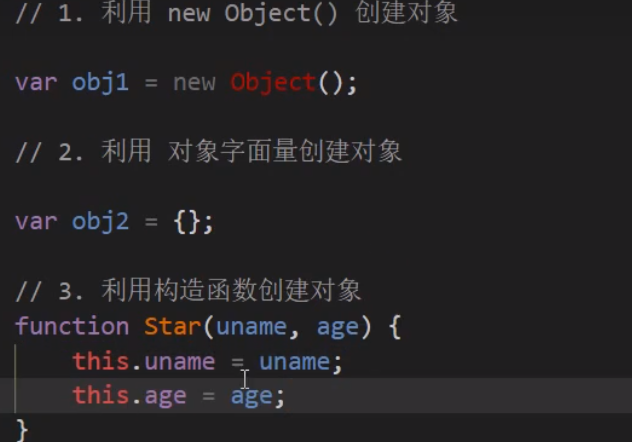 // 1. 利用 new Object() 创建对象
var obj1 = new Object();
// 2. 利用 对象字面量创建对象
var obj2 = {};
// 3. 利用构造函数创建对象
function Star(uname, age) {
this.uname = uname;
this.age = age;
}